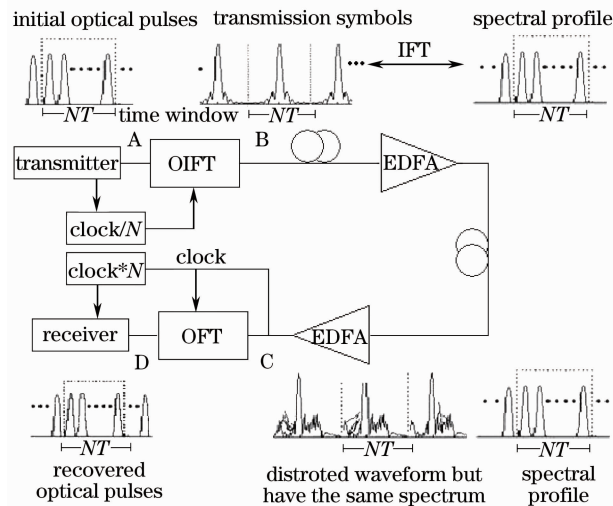 initial optical pulses
transmission symbols
spectral profile
IFT
NT
time window
NT
NT
A
B
transmitter
OIFT
EDFA
clock/N
clock*N
clock
receiver
OFT
EDFA
D
C
NT
recovered
optical pulses
NT
distroted waveform but
have the same spectrum
NT
spectral
profile